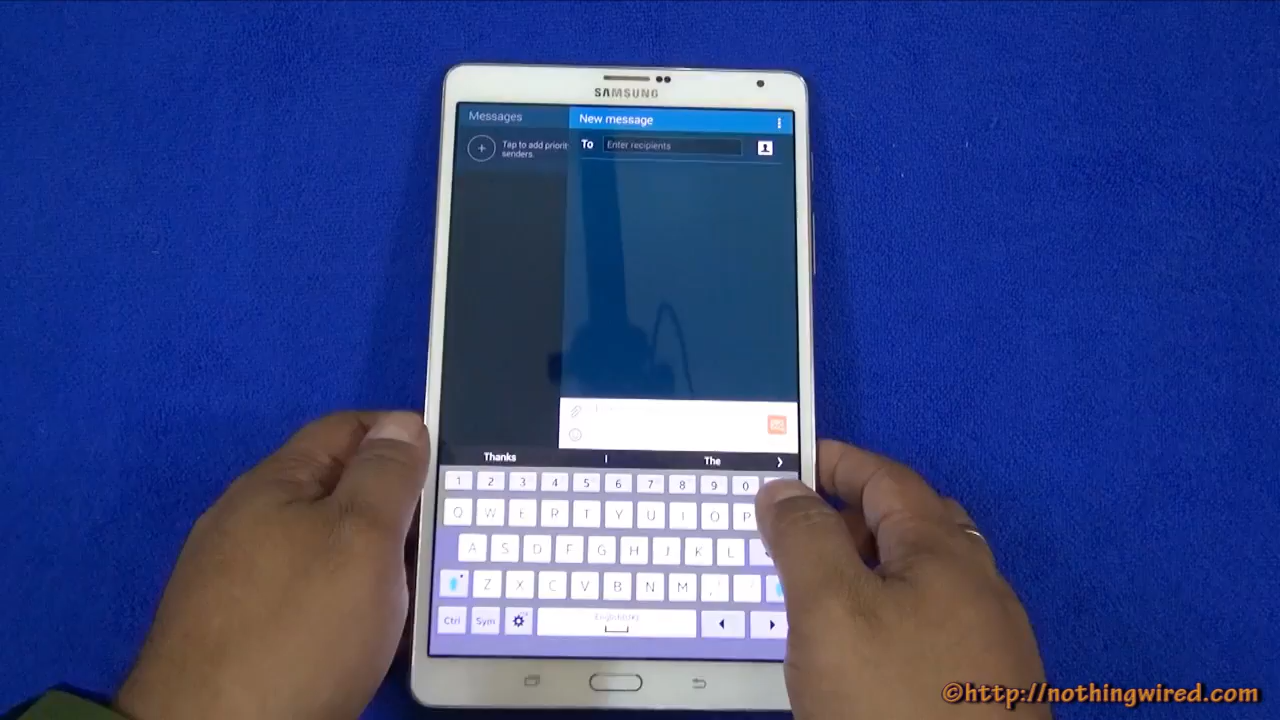 SAMSUNG
Messages
New message
Tap to add priorit
senders.
To
Enter recipients
Thanks
I
The
1 2 3 4 5 6 7 8 9 0
Q W E R T Y U I O P
A S D F G H J K L
Z X C V B N M
Ctrl Sym
©http://nothingwired.com